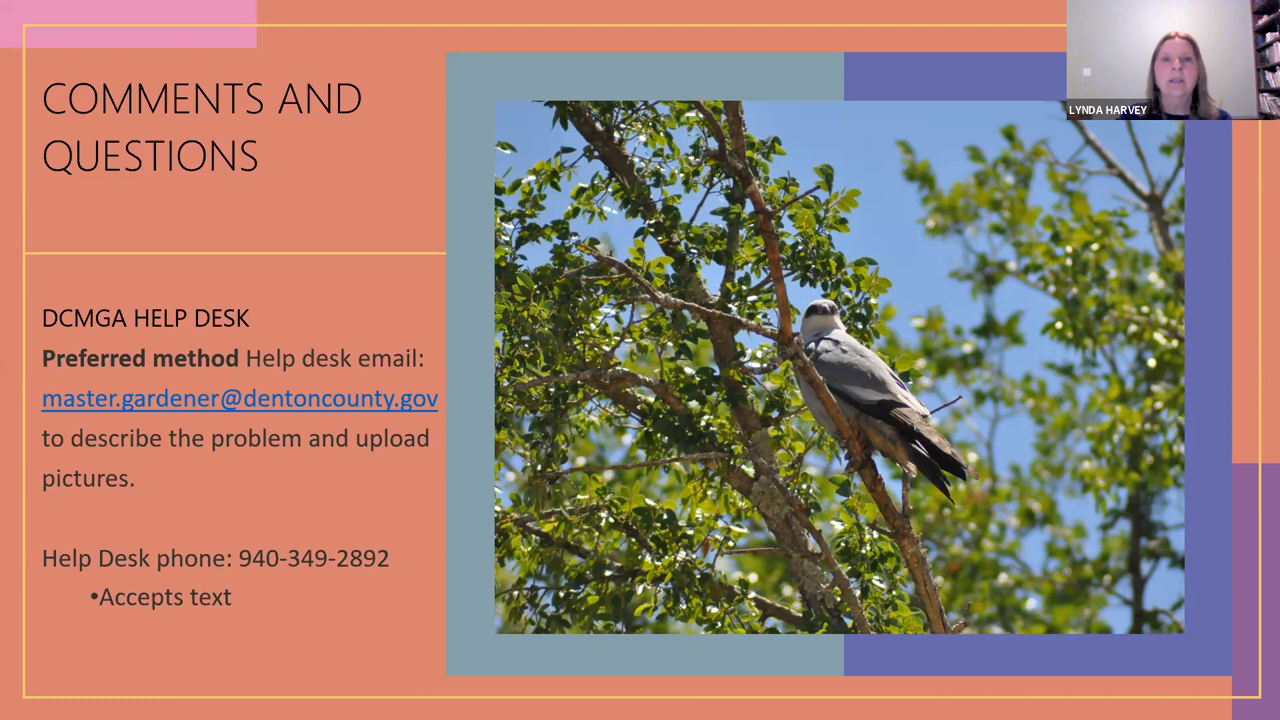 COMMENTS AND
QUESTIONS
DCMGA HELP DESK
Preferred method Help desk email:
master.gardener@dentoncounty.gov
to describe the problem and upload
pictures.
Help Desk phone: 940-349-2892
•Accepts text
LYNDA HARVEY